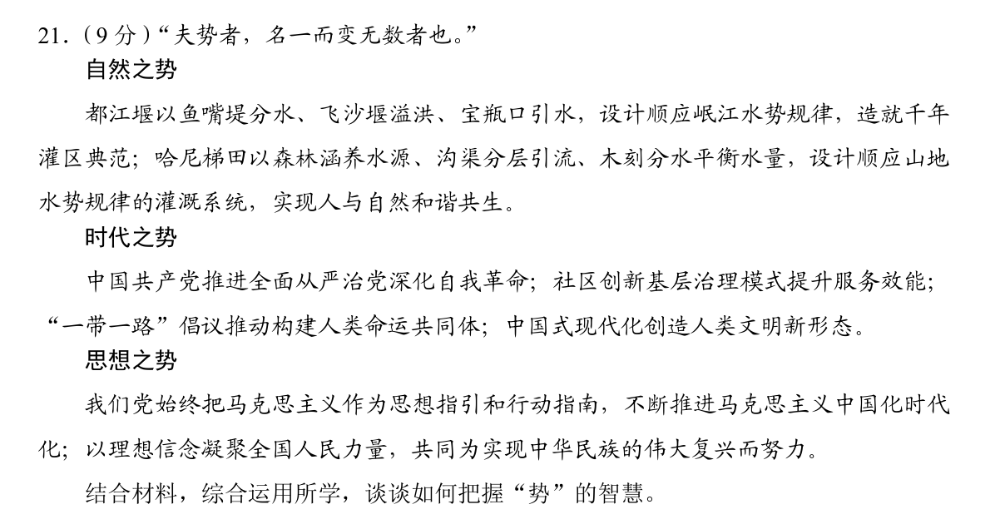 21.（9 分）“夫势者，名一而变无数者也。”
自然之势
都江堰以鱼嘴堤分水、飞沙堰溢洪、宝瓶口引水，设计顺应岷江水势规律，造就千年
灌区典范；哈尼梯田以森林涵养水源、沟渠分层引流、木刻分水平衡水量，设计顺应山地
水势规律的灌溉系统，实现人与自然和谐共生。
时代之势
中国共产党推进全面从严治党深化自我革命；社区创新基层治理模式提升服务效能；
“一带一路”倡议推动构建人类命运共同体；中国式现代化创造人类文明新形态。
思想之势
我们党始终把马克思主义作为思想指引和行动指南，不断推进马克思主义中国化时代
化；以理想信念凝聚全国人民力量，共同为实现中华民族的伟大复兴而努力。
结合材料，综合运用所学，谈谈如何把握“势”的智慧。